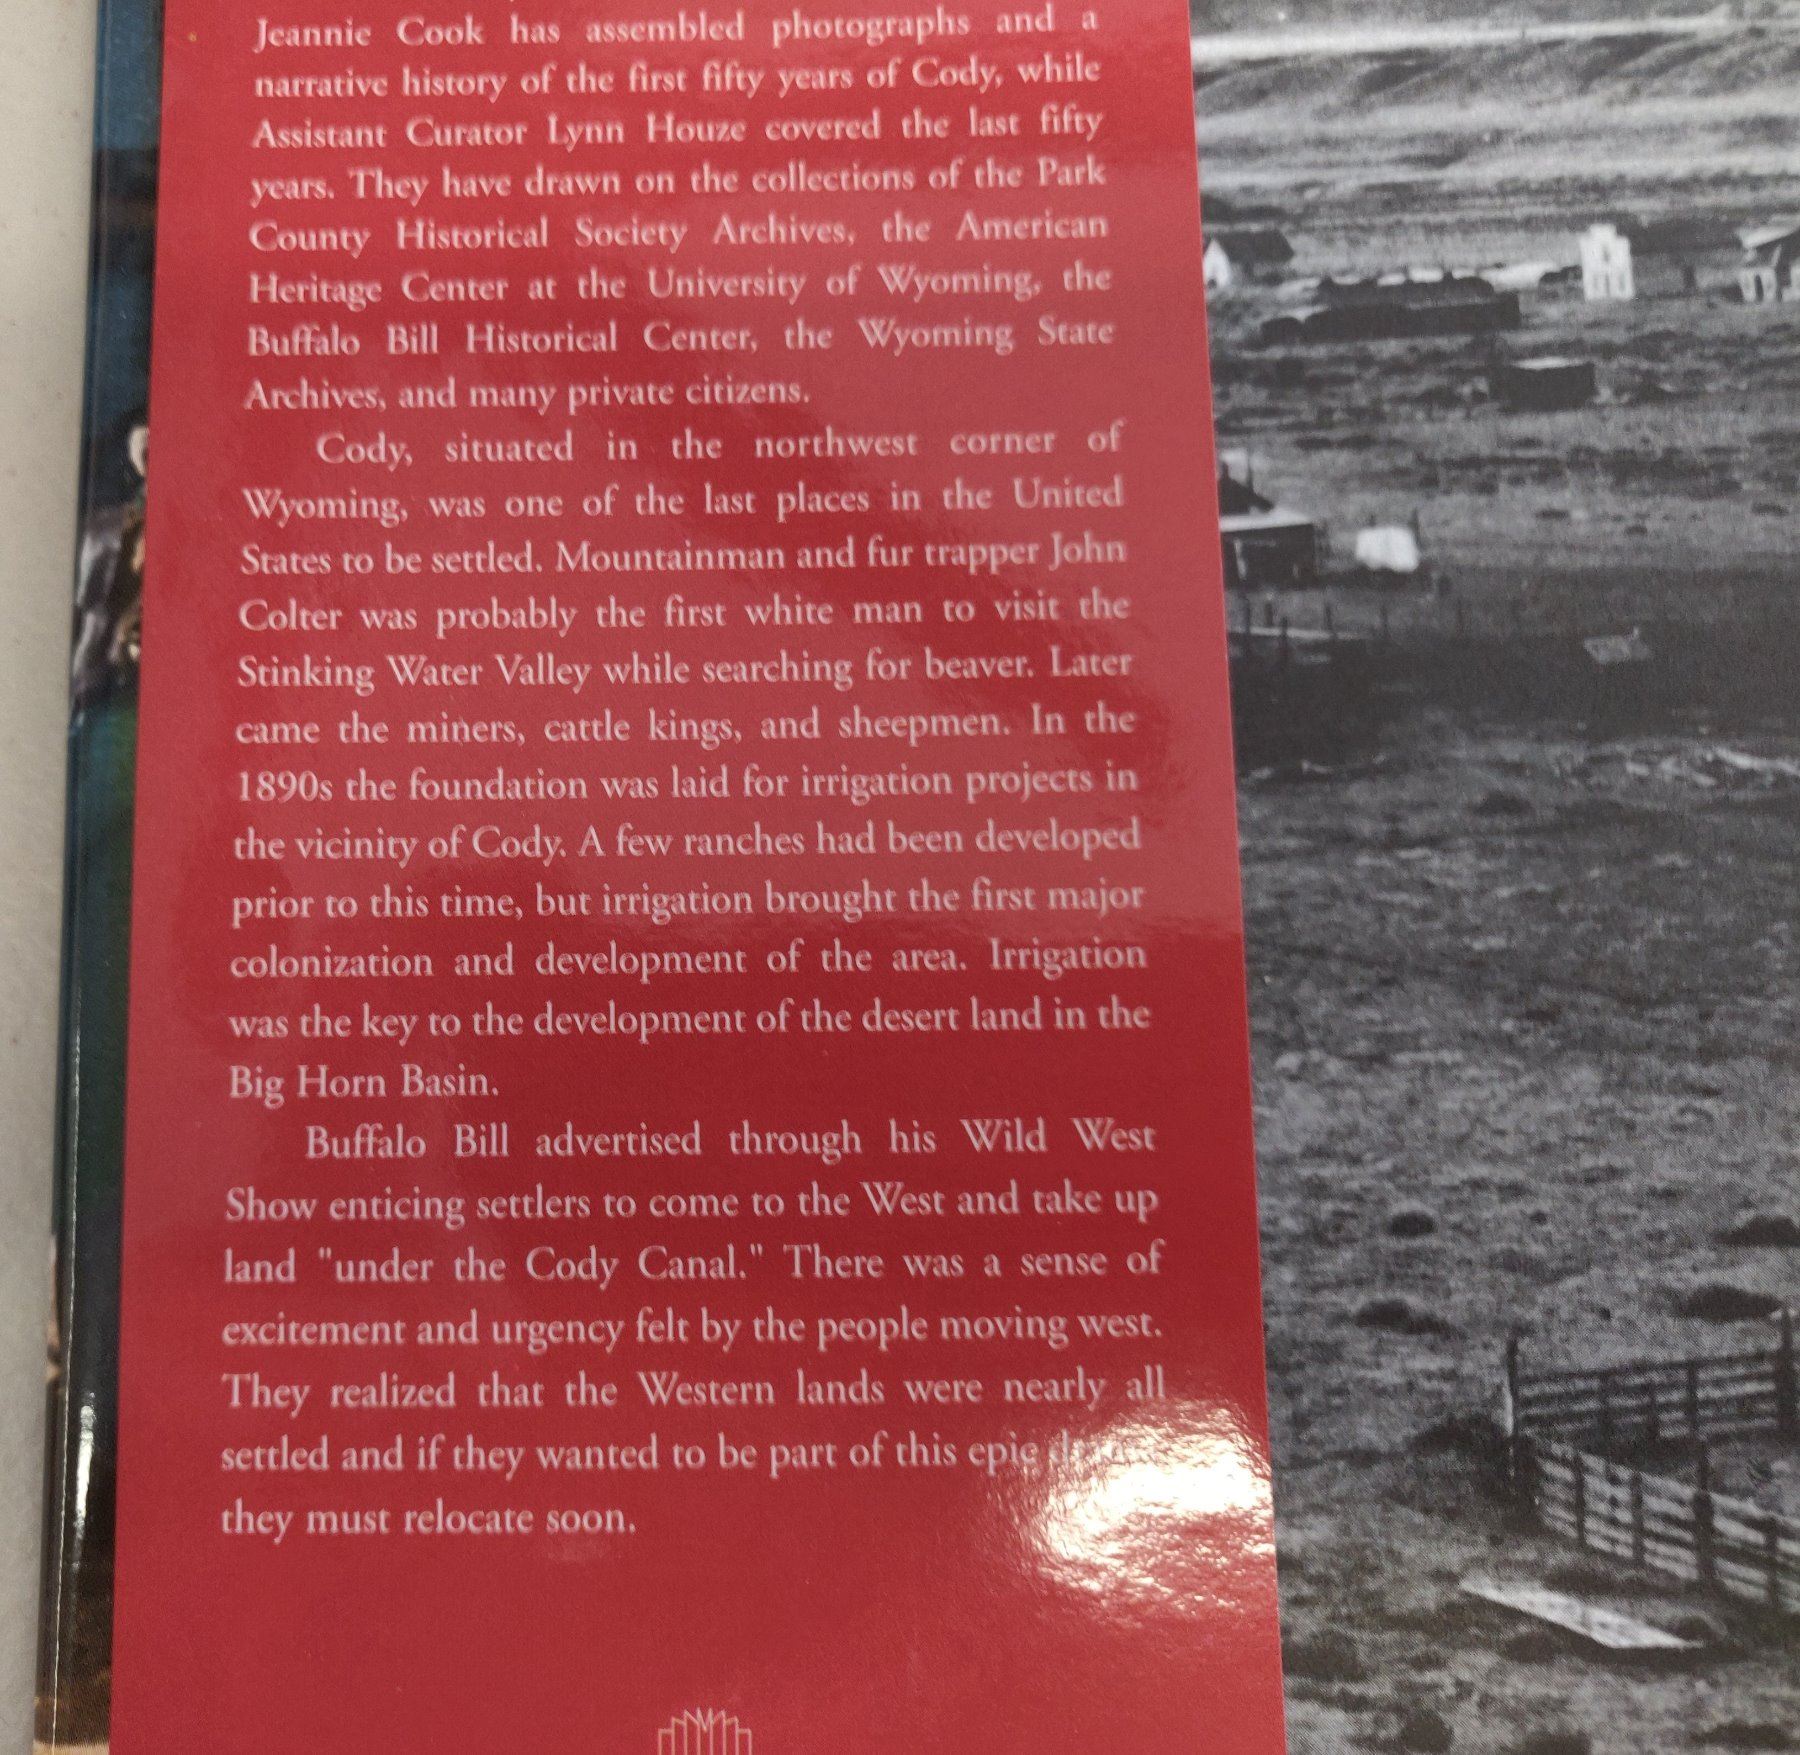 Jeannie Cook has assembled photographs and a
narrative history of the first fifty years of Cody, while
Assistant Curator Lynn Houze covered the last fifty
years. They have drawn on the collections of the Park
County Historical Society Archives, the American
Heritage Center at the University of Wyoming, the
Buffalo Bill Historical Center, the Wyoming State
Archives, and many private citizens.
Cody, situated in the northwest corner of
Wyoming, was one of the last places in the United
States to be settled. Mountainman and fur trapper John
Colter was probably the first white man to visit the
Stinking Water Valley while searching for beaver. Later
came the miners, cattle kings, and sheepmen. In the
1890s the foundation was laid for irrigation projects in
the vicinity of Cody. A few ranches had been developed
prior to this time, but irrigation brought the first major
colonization and development of the area. Irrigation
was the key to the development of the desert land in the
Big Horn Basin.
Buffalo Bill advertised through his Wild West
Show enticing settlers to come to the West and take up
land "under the Cody Canal." There was a sense of
excitement and urgency felt by the people moving west.
They realized that the Western lands were nearly all
settled and if they wanted to be part of this epic
they must relocate soon.